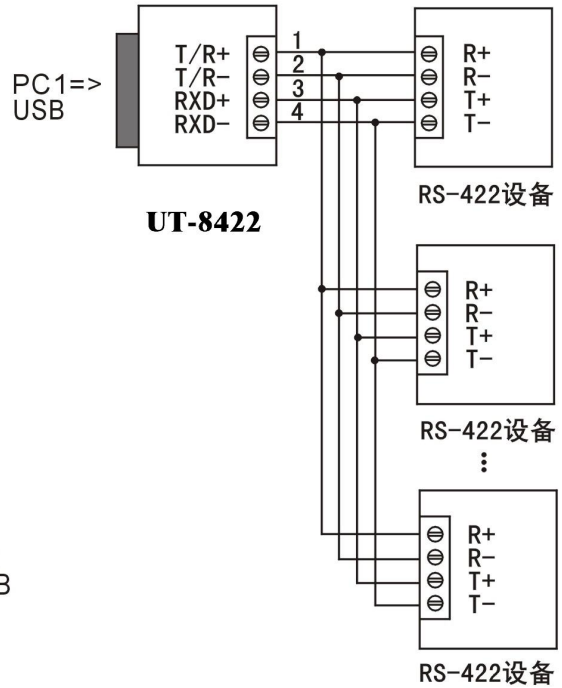 PC1=>
USB
T/R+
T/R-
RXD+
RXD-
1
2
3
4
R+
R-
T+
T-
UT-8422
RS-422设备
R+
R-
T+
T-
RS-422设备
⋮
R+
R-
T+
T-
RS-422设备
B